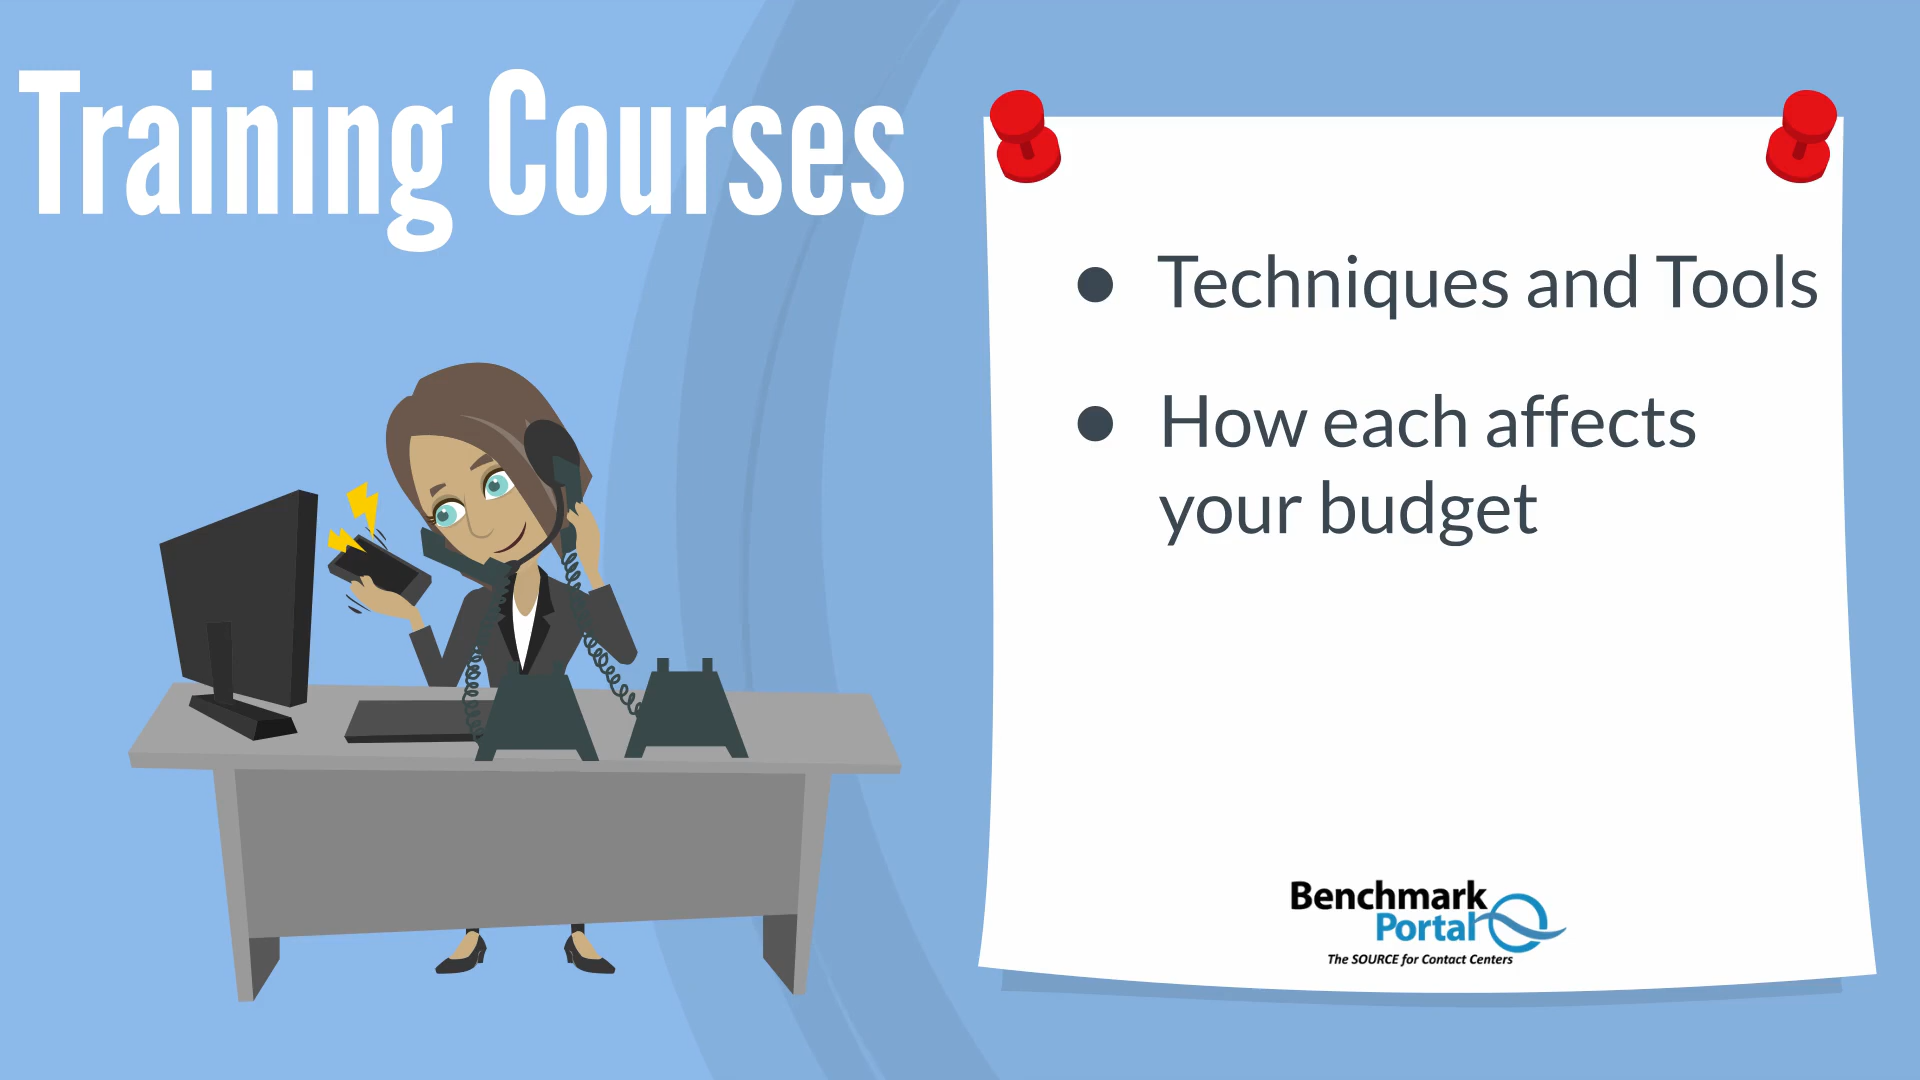 Training Courses
● Techniques and Tools
● How each affects
your budget
Benchmark
Portal
The SOURCE for Contact Centers